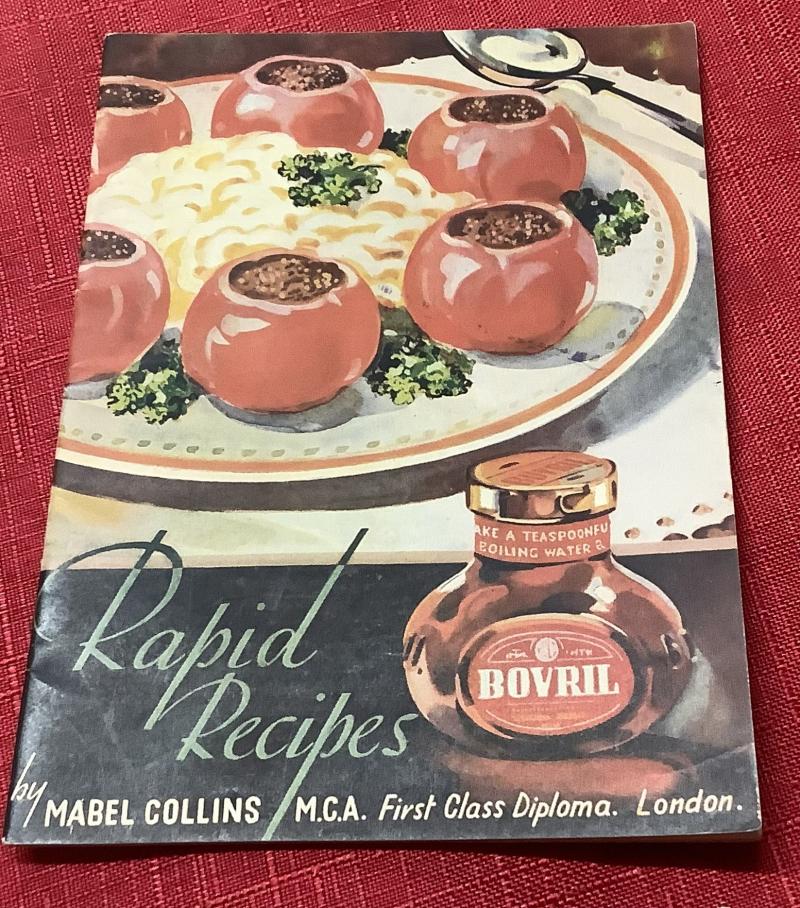 AKE A TEASPOONFU
BOILING WATER &
BOVRIL
Rapid
Recipes
by MABEL COLLINS M.C.A. First Class Diploma. London.